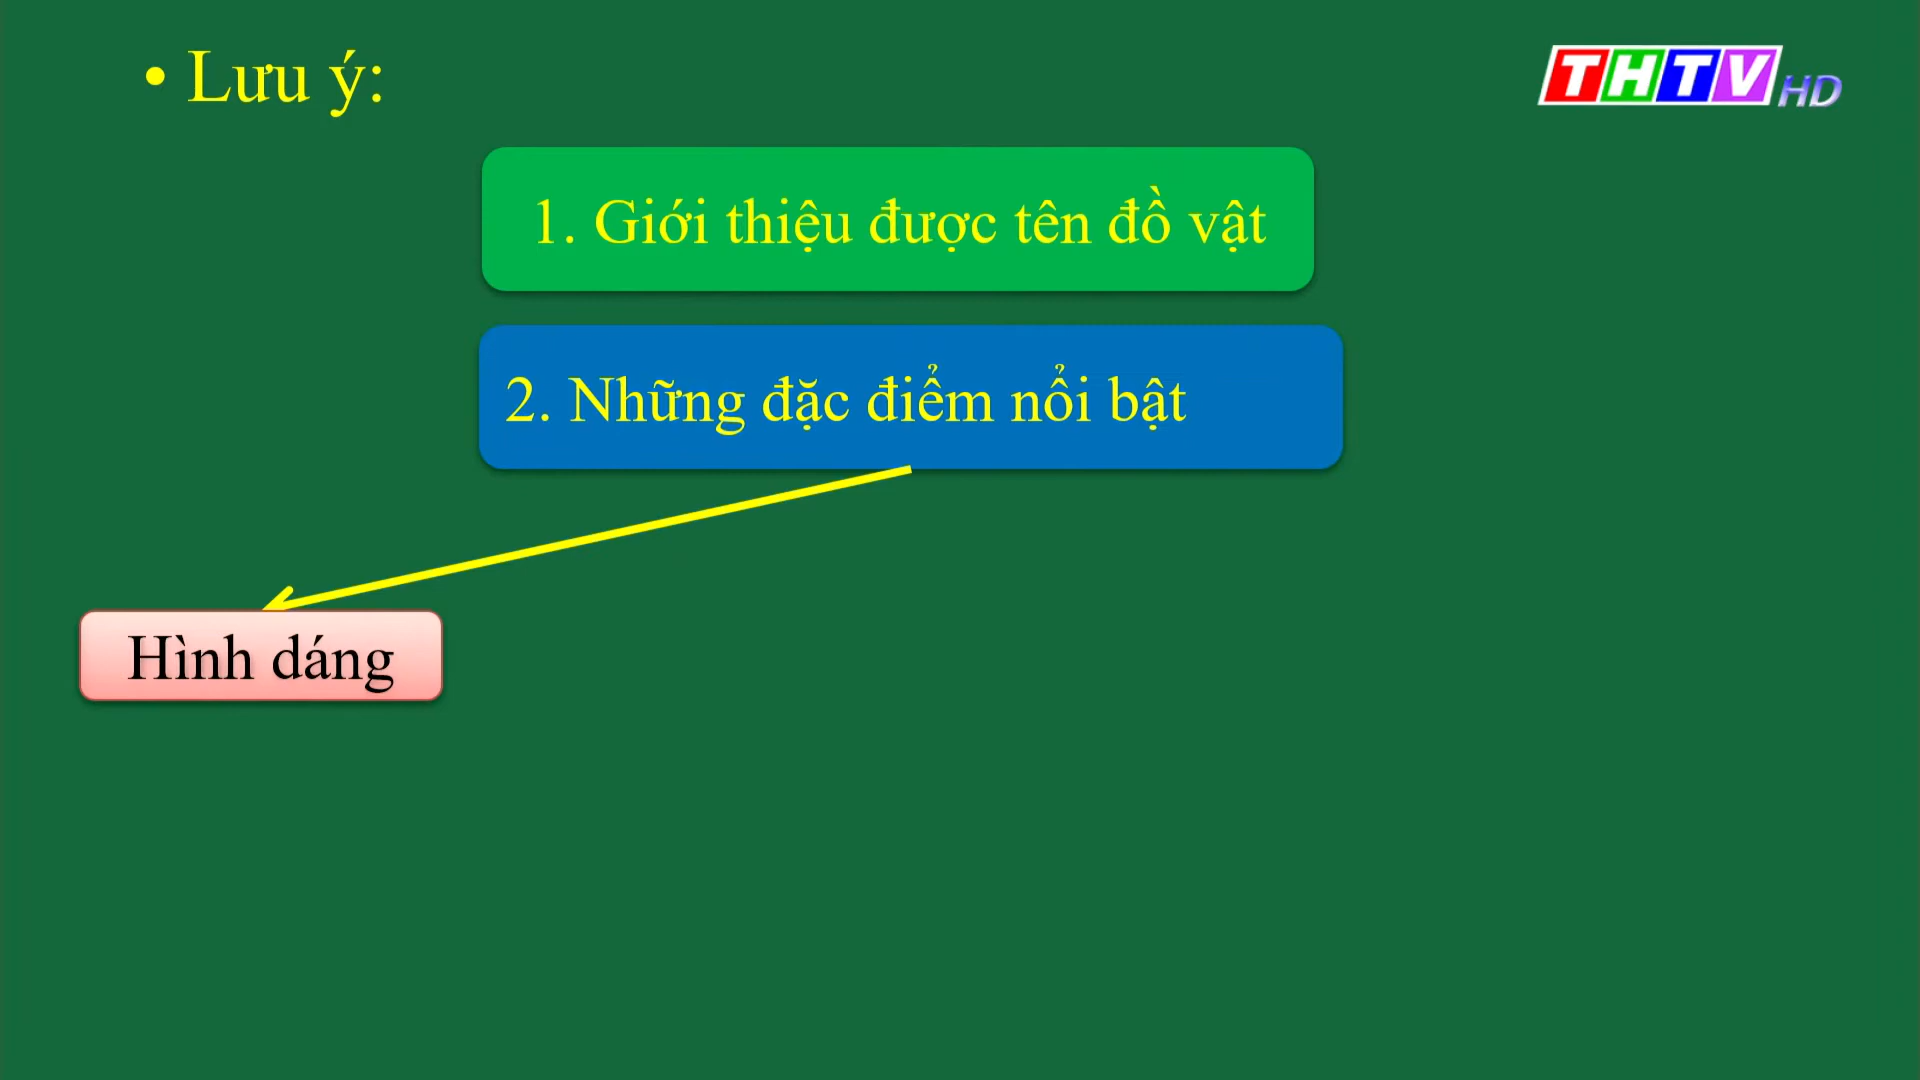 • Lưu ý:
THTV HD
1. Giới thiệu được tên đồ vật
2. Những đặc điểm nổi bật
Hình dáng